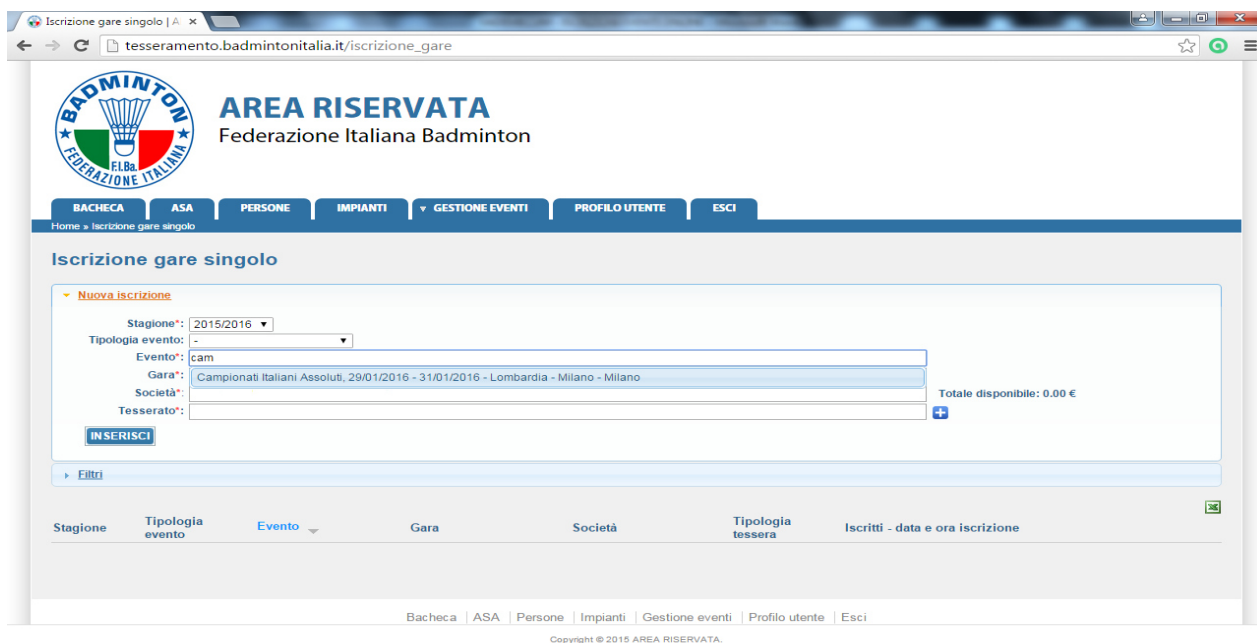 Iscrizione gare singolo | A
tesseramento.badmintonitalia.it/iscrizione_gare
BADMINTON
F.I.Ba.
FEDERAZIONE ITALIANA
AREA RISERVATA
Federazione Italiana Badminton
BACHECA ASA PERSONE IMPIANTI GESTIONE EVENTI PROFILO UTENTE ESCI
Home » Iscrizione gare singolo
Iscrizione gare singolo
Nuova iscrizione
Stagione*: 2015/2016
Tipologia evento: -
Evento*: cam
Gara*: Campionati Italiani Assoluti, 29/01/2016 - 31/01/2016 - Lombardia - Milano - Milano
Società*: Totale disponibile: 0.00 €
Tesserato*:
INSERISCI
Filtri
Stagione Tipologia evento Evento Gara Società Tipologia tessera Iscritti - data e ora iscrizione
Bacheca | ASA | Persone | Impianti | Gestione eventi | Profilo utente | Esci
Copyright © 2015 AREA RISERVATA.